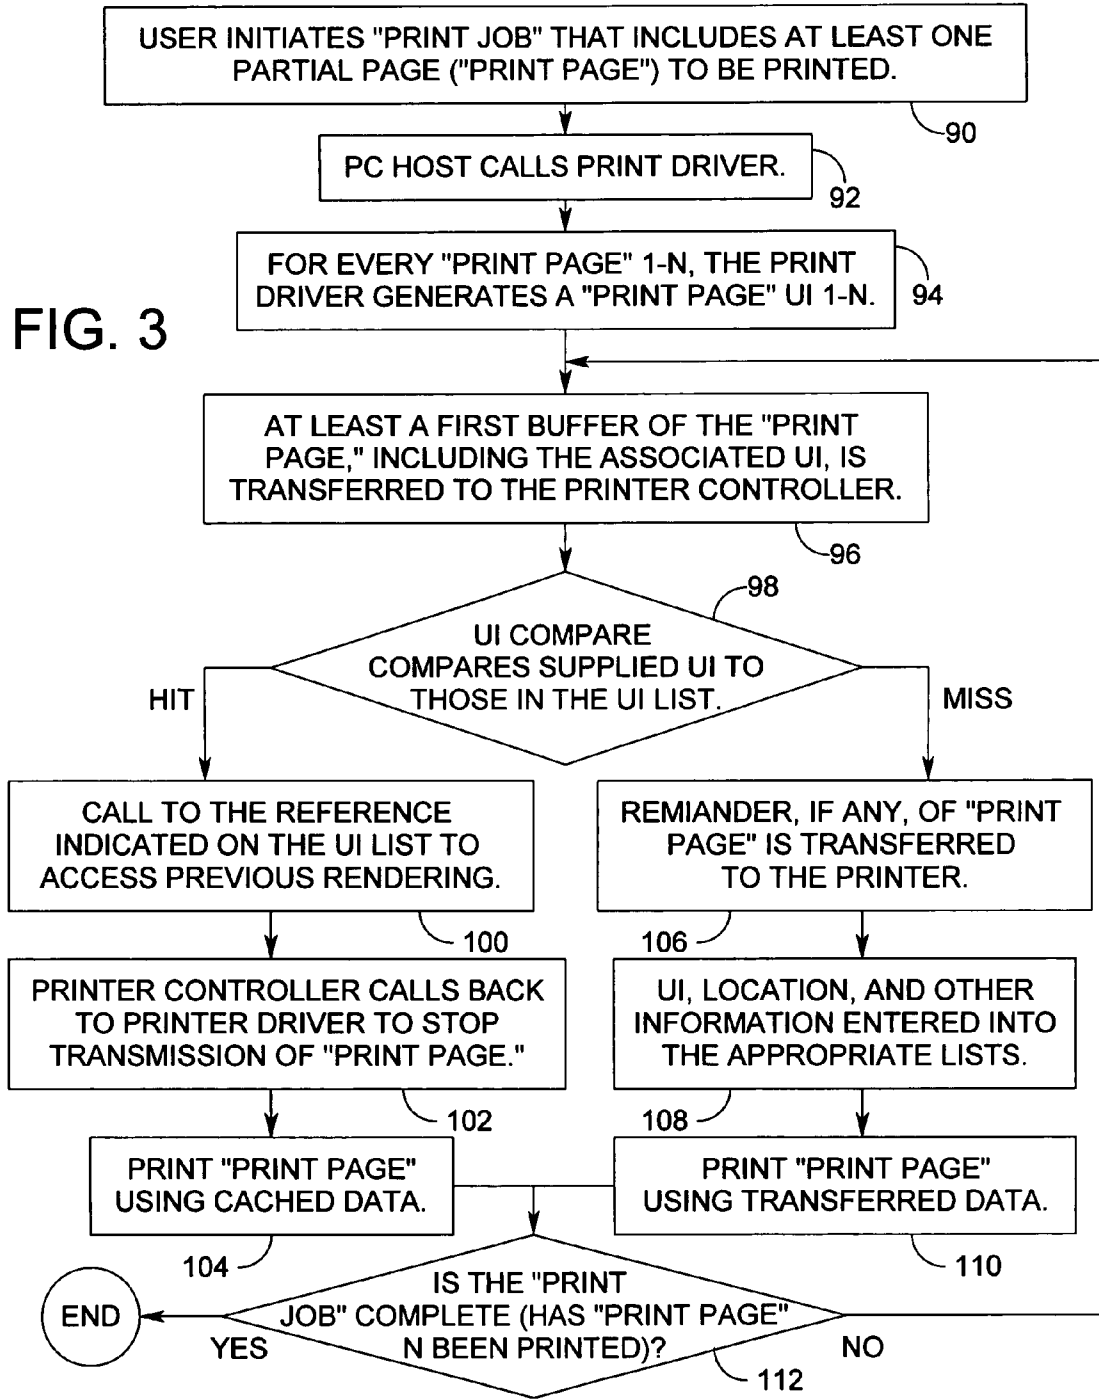 USER INITIATES "PRINT JOB" THAT INCLUDES AT LEAST ONE
PARTIAL PAGE ("PRINT PAGE") TO BE PRINTED.
90
PC HOST CALLS PRINT DRIVER.
92
FOR EVERY "PRINT PAGE" 1-N, THE PRINT
DRIVER GENERATES A "PRINT PAGE" UI 1-N.
94
FIG. 3
AT LEAST A FIRST BUFFER OF THE "PRINT
PAGE," INCLUDING THE ASSOCIATED UI, IS
TRANSFERRED TO THE PRINTER CONTROLLER.
96
98
UI COMPARE
COMPARES SUPPLIED UI TO
THOSE IN THE UI LIST.
HIT
MISS
CALL TO THE REFERENCE
INDICATED ON THE UI LIST TO
ACCESS PREVIOUS RENDERING.
100
REMIANDER, IF ANY, OF "PRINT
PAGE" IS TRANSFERRED
TO THE PRINTER.
106
PRINTER CONTROLLER CALLS BACK
TO PRINTER DRIVER TO STOP
TRANSMISSION OF "PRINT PAGE."
102
UI, LOCATION, AND OTHER
INFORMATION ENTERED INTO
THE APPROPRIATE LISTS.
108
PRINT "PRINT PAGE"
USING CACHED DATA.
104
PRINT "PRINT PAGE"
USING TRANSFERRED DATA.
110
IS THE "PRINT
JOB" COMPLETE (HAS "PRINT PAGE"
N BEEN PRINTED)?
112
END
YES
NO